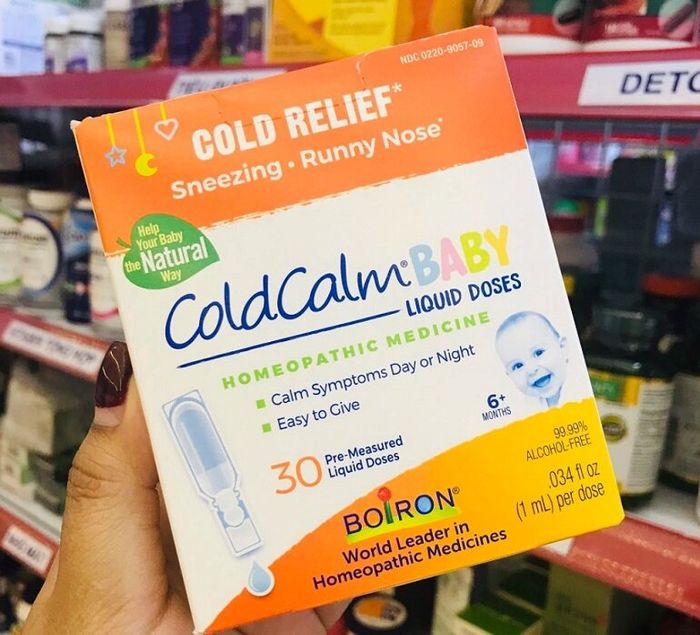 NDC 0220-9057-09
COLD RELIEF*
Sneezing • Runny Nose*
Help
Your Baby
the Natural
Way
ColdCalm® BABY
LIQUID DOSES
HOMEOPATHIC MEDICINE
Calm Symptoms Day or Night
Easy to Give
6+
MONTHS
30 Pre-Measured
Liquid Doses
99.99%
ALCOHOL-FREE
.034 fl oz
(1 mL) per dose
BOIRON®
World Leader in
Homeopathic Medicines